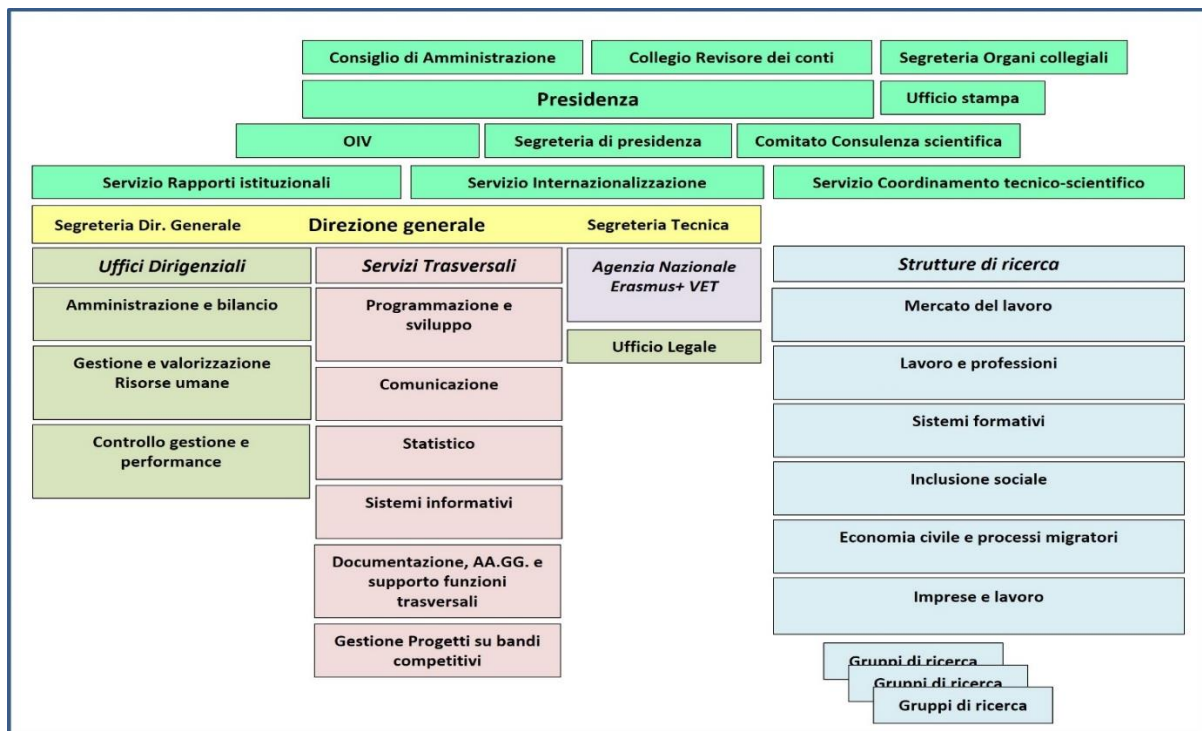 Consiglio di Amministrazione
Collegio Revisore dei conti
Segreteria Organi collegiali
Presidenza
Ufficio stampa
OIV
Segreteria di presidenza
Comitato Consulenza scientifica
Servizio Rapporti istituzionali
Servizio Internazionalizzazione
Servizio Coordinamento tecnico-scientifico
Segreteria Dir. Generale
Direzione generale
Segreteria Tecnica
Uffici Dirigenziali
Amministrazione e bilancio
Gestione e valorizzazione
Risorse umane
Controllo gestione e
performance
Servizi Trasversali
Programmazione e
sviluppo
Comunicazione
Statistico
Sistemi informativi
Documentazione, AA.GG. e
supporto funzioni
trasversali
Gestione Progetti su bandi
competitivi
Agenzia Nazionale
Erasmus+ VET
Ufficio Legale
Strutture di ricerca
Mercato del lavoro
Lavoro e professioni
Sistemi formativi
Inclusione sociale
Economia civile e processi migratori
Imprese e lavoro
Gruppi di ricerca
Gruppi di ricerca
Gruppi di ricerca